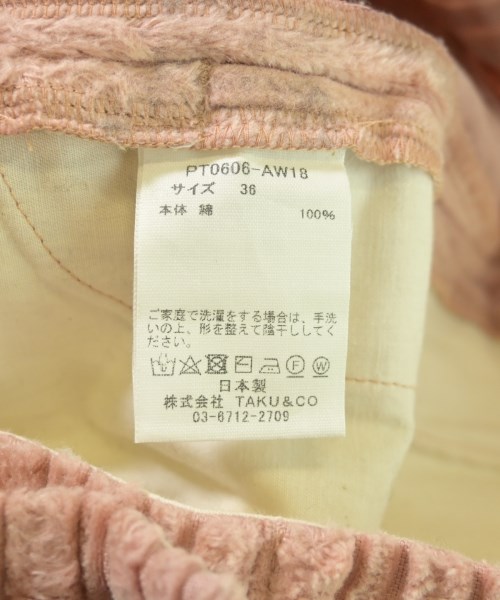 PT0606-AW18
サイズ 36
本体 綿 100%
ご家庭で洗濯をする場合は、手洗
いの上、形を整えて陰干ししてく
ださい。
F W
日本製
株式会社 TAKU&CO
03-6712-2709